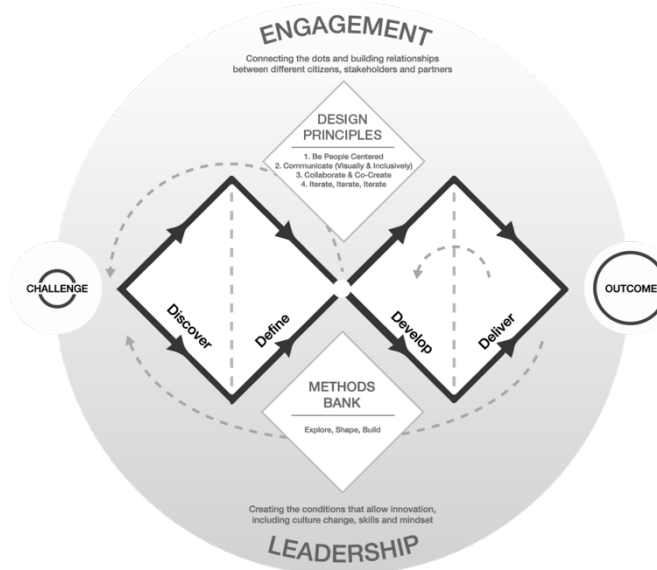 ENGAGEMENT
Connecting the dots and building relationships
between different citizens, stakeholders and partners
DESIGN
PRINCIPLES
1. Be People Centered
2. Communicate (Visually & Inclusively)
3. Collaborate & Co-Create
4. Iterate, Iterate, Iterate
CHALLENGE
Discover
Define
Develop
Deliver
OUTCOME
METHODS
BANK
Explore, Shape, Build
Creating the conditions that allow innovation,
including culture change, skills and mindset
LEADERSHIP